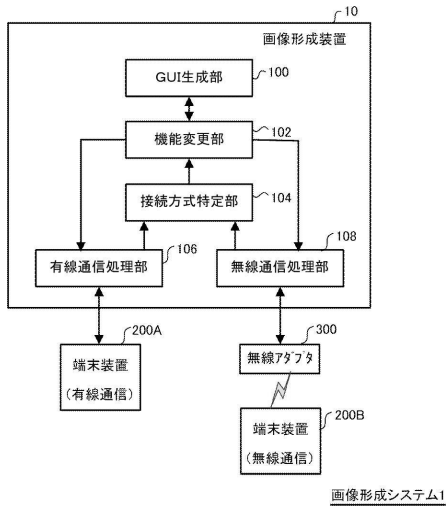 10
画像形成装置
GUI生成部
100
機能変更部
102
接続方式特定部
104
有線通信処理部
106
無線通信処理部
108
端末装置
(有線通信)
200A
無線ｱﾀﾞﾌﾟﾀ
300
端末装置
(無線通信)
200B
画像形成システム1